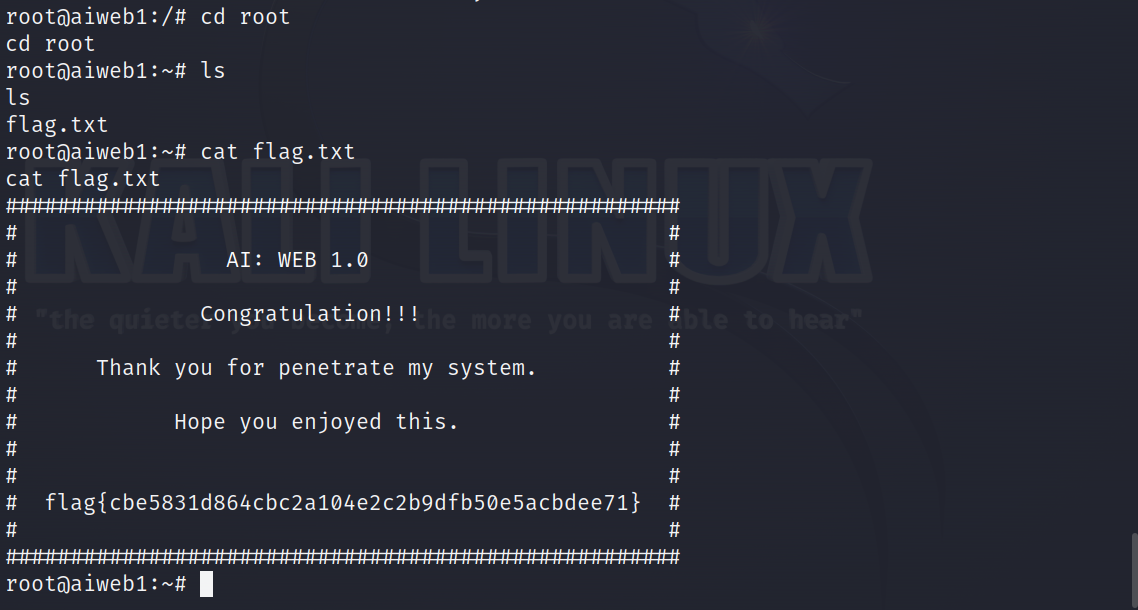 root@aiweb1:/# cd root
cd root
root@aiweb1:~# ls
ls
flag.txt
root@aiweb1:~# cat flag.txt
cat flag.txt
####################################################
#                                                  #
#                AI: WEB 1.0                       #
#                                                  #
#              Congratulation!!!                   #
#                                                  #
#      Thank you for penetrate my system.          #
#                                                  #
#            Hope you enjoyed this.                #
#                                                  #
#                                                  #
#  flag{cbe5831d864cbc2a104e2c2b9dfb50e5acbdee71}  #
#                                                  #
####################################################
root@aiweb1:~#
KALI LINUX
"the quieter you become, the more you are able to hear"